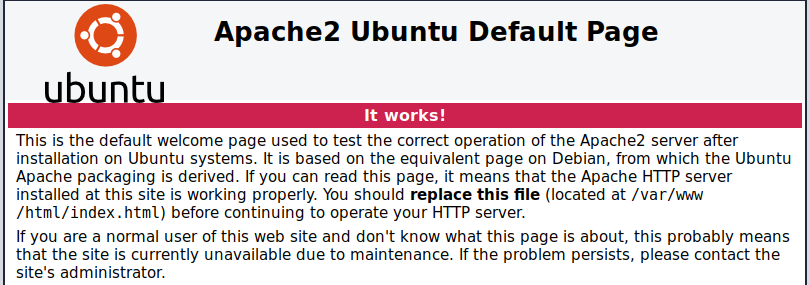 Apache2 Ubuntu Default Page
ubuntu
It works!
This is the default welcome page used to test the correct operation of the Apache2 server after
installation on Ubuntu systems. It is based on the equivalent page on Debian, from which the Ubuntu
Apache packaging is derived. If you can read this page, it means that the Apache HTTP server
installed at this site is working properly. You should replace this file (located at /var/www
/html/index.html) before continuing to operate your HTTP server.
If you are a normal user of this web site and don't know what this page is about, this probably means
that the site is currently unavailable due to maintenance. If the problem persists, please contact the
site's administrator.